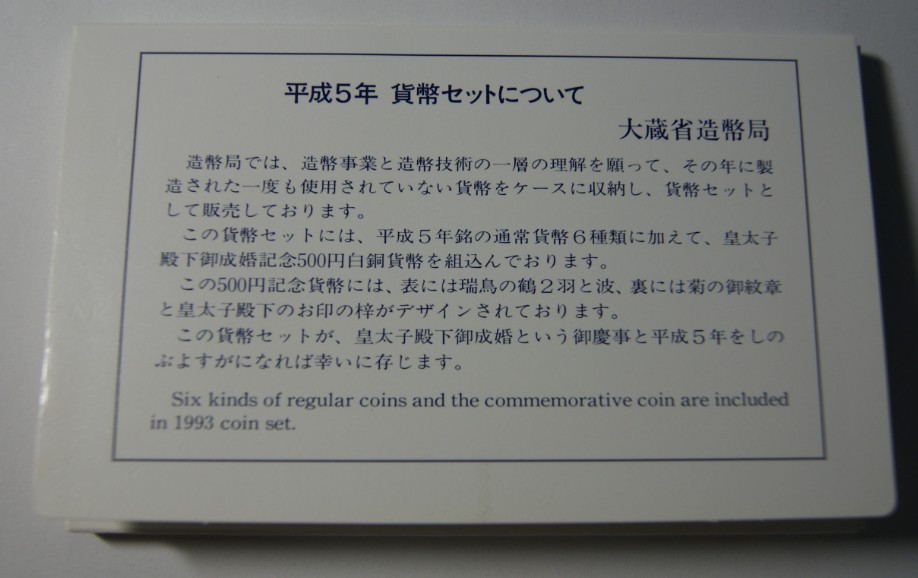 平成5年 貨幣セットについて
大蔵省造幣局
造幣局では、造幣事業と造幣技術の一層の理解を願って、その年に製
造された一度も使用されていない貨幣をケースに収納し、貨幣セットと
して販売しております。
この貨幣セットには、平成5年銘の通常貨幣6種類に加えて、皇太子
殿下御成婚記念500円白銅貨幣を組込んでおります。
この500円記念貨幣には、表には瑞鳥の鶴2羽と波、裏には菊の御紋章
と皇太子殿下のお印の梓がデザインされております。
この貨幣セットが、皇太子殿下御成婚という御慶事と平成5年をしの
ぶよすがになれば幸いに存じます。
Six kinds of regular coins and the commemorative coin are included
in 1993 coin set.